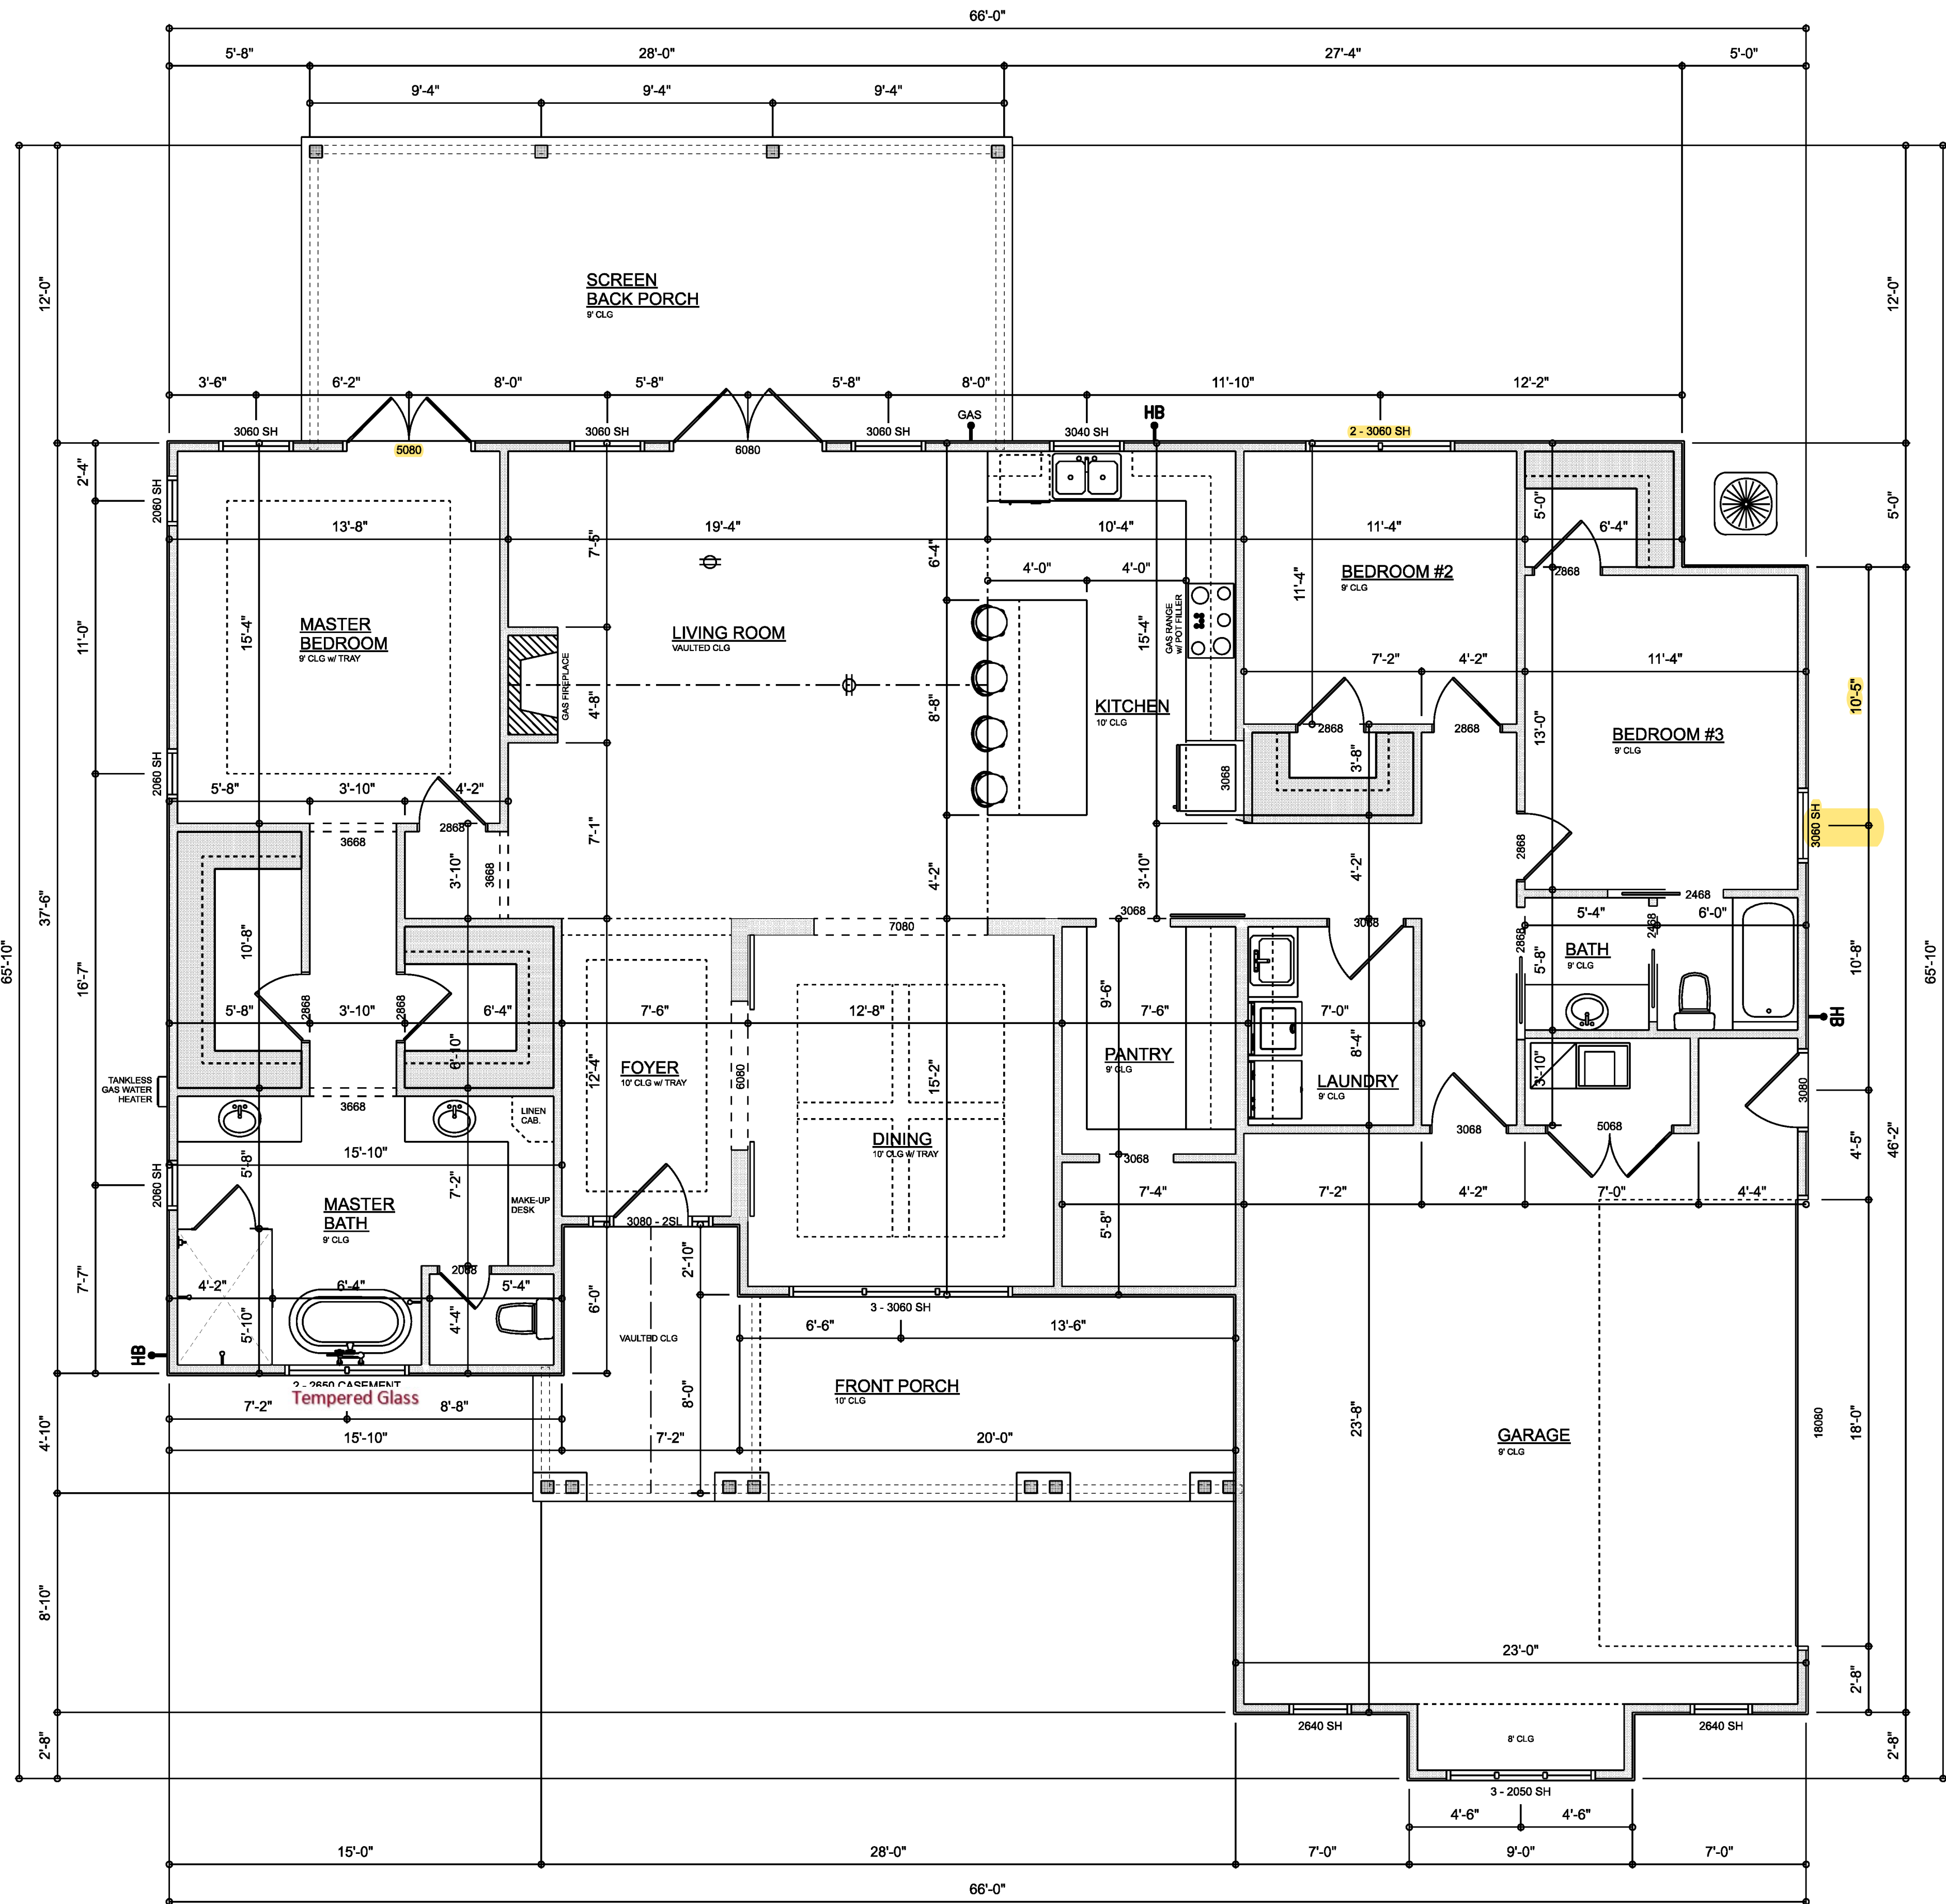 66'-0"
5'-8"
28'-0"
27'-4"
5'-0"
9'-4"
9'-4"
9'-4"
12'-0"
12'-0"
SCREEN
BACK PORCH
9' CLG
3'-6"
6'-2"
8'-0"
5'-8"
5'-8"
8'-0"
11'-10"
12'-2"
GAS
HB
3060 SH
5080
3060 SH
6080
3060 SH
3040 SH
2 - 3060 SH
2'-4"
2060 SH
5'-0"
5'-0"
13'-8"
19'-4"
10'-4"
11'-4"
6'-4"
7'-5"
6'-4"
2868
4'-0"
4'-0"
BEDROOM #2
9' CLG
11'-4"
11'-0"
15'-4"
MASTER
BEDROOM
9' CLG w/ TRAY
LIVING ROOM
VAULTED CLG
15'-4"
GAS RANGE
w/ POT FILLER
7'-2"
4'-2"
11'-4"
GAS FIREPLACE
4'-8"
8'-8"
KITCHEN
10' CLG
10'-5"
2868
2868
13'-0"
BEDROOM #3
9' CLG
3'-8"
3068
2060 SH
5'-8"
3'-10"
4'-2"
2868
3668
7'-1"
3060 SH
3'-10"
3668
4'-2"
3'-10"
4'-2"
2868
2468
37'-6"
65'-10"
65'-10"
3068
3068
5'-4"
6'-0"
7080
2468
2868
10'-8"
BATH
9' CLG
5'-8"
10'-8"
16'-7"
9'-6"
5'-8"
2868
3'-10"
2868
6'-4"
7'-6"
12'-8"
7'-6"
7'-0"
HB
6'-10"
8'-4"
FOYER
10' CLG w/ TRAY
12'-4"
6080
15'-2"
PANTRY
9' CLG
LAUNDRY
9' CLG
3'-10"
3080
TANKLESS
GAS WATER
HEATER
3668
LINEN
CAB.
3068
5068
DINING
10' CLG w/ TRAY
4'-5"
46'-2"
15'-10"
5'-8"
3068
2060 SH
7'-2"
MAKE-UP
DESK
7'-4"
7'-2"
4'-2"
7'-0"
4'-4"
MASTER
BATH
9' CLG
3080 - 2SL
5'-8"
2'-10"
2068
7'-7"
4'-2"
6'-4"
5'-4"
6'-0"
5'-10"
4'-4"
3 - 3060 SH
6'-6"
13'-6"
VAULTED CLG
HB
2 - 2650 CASEMENT
Tempered Glass
FRONT PORCH
10' CLG
8'-0"
7'-2"
8'-8"
4'-10"
15'-10"
7'-2"
20'-0"
23'-8"
GARAGE
9' CLG
18080
18'-0"
8'-10"
23'-0"
2'-8"
2640 SH
2640 SH
8' CLG
2'-8"
2'-8"
3 - 2050 SH
4'-6"
4'-6"
15'-0"
28'-0"
7'-0"
9'-0"
7'-0"
66'-0"